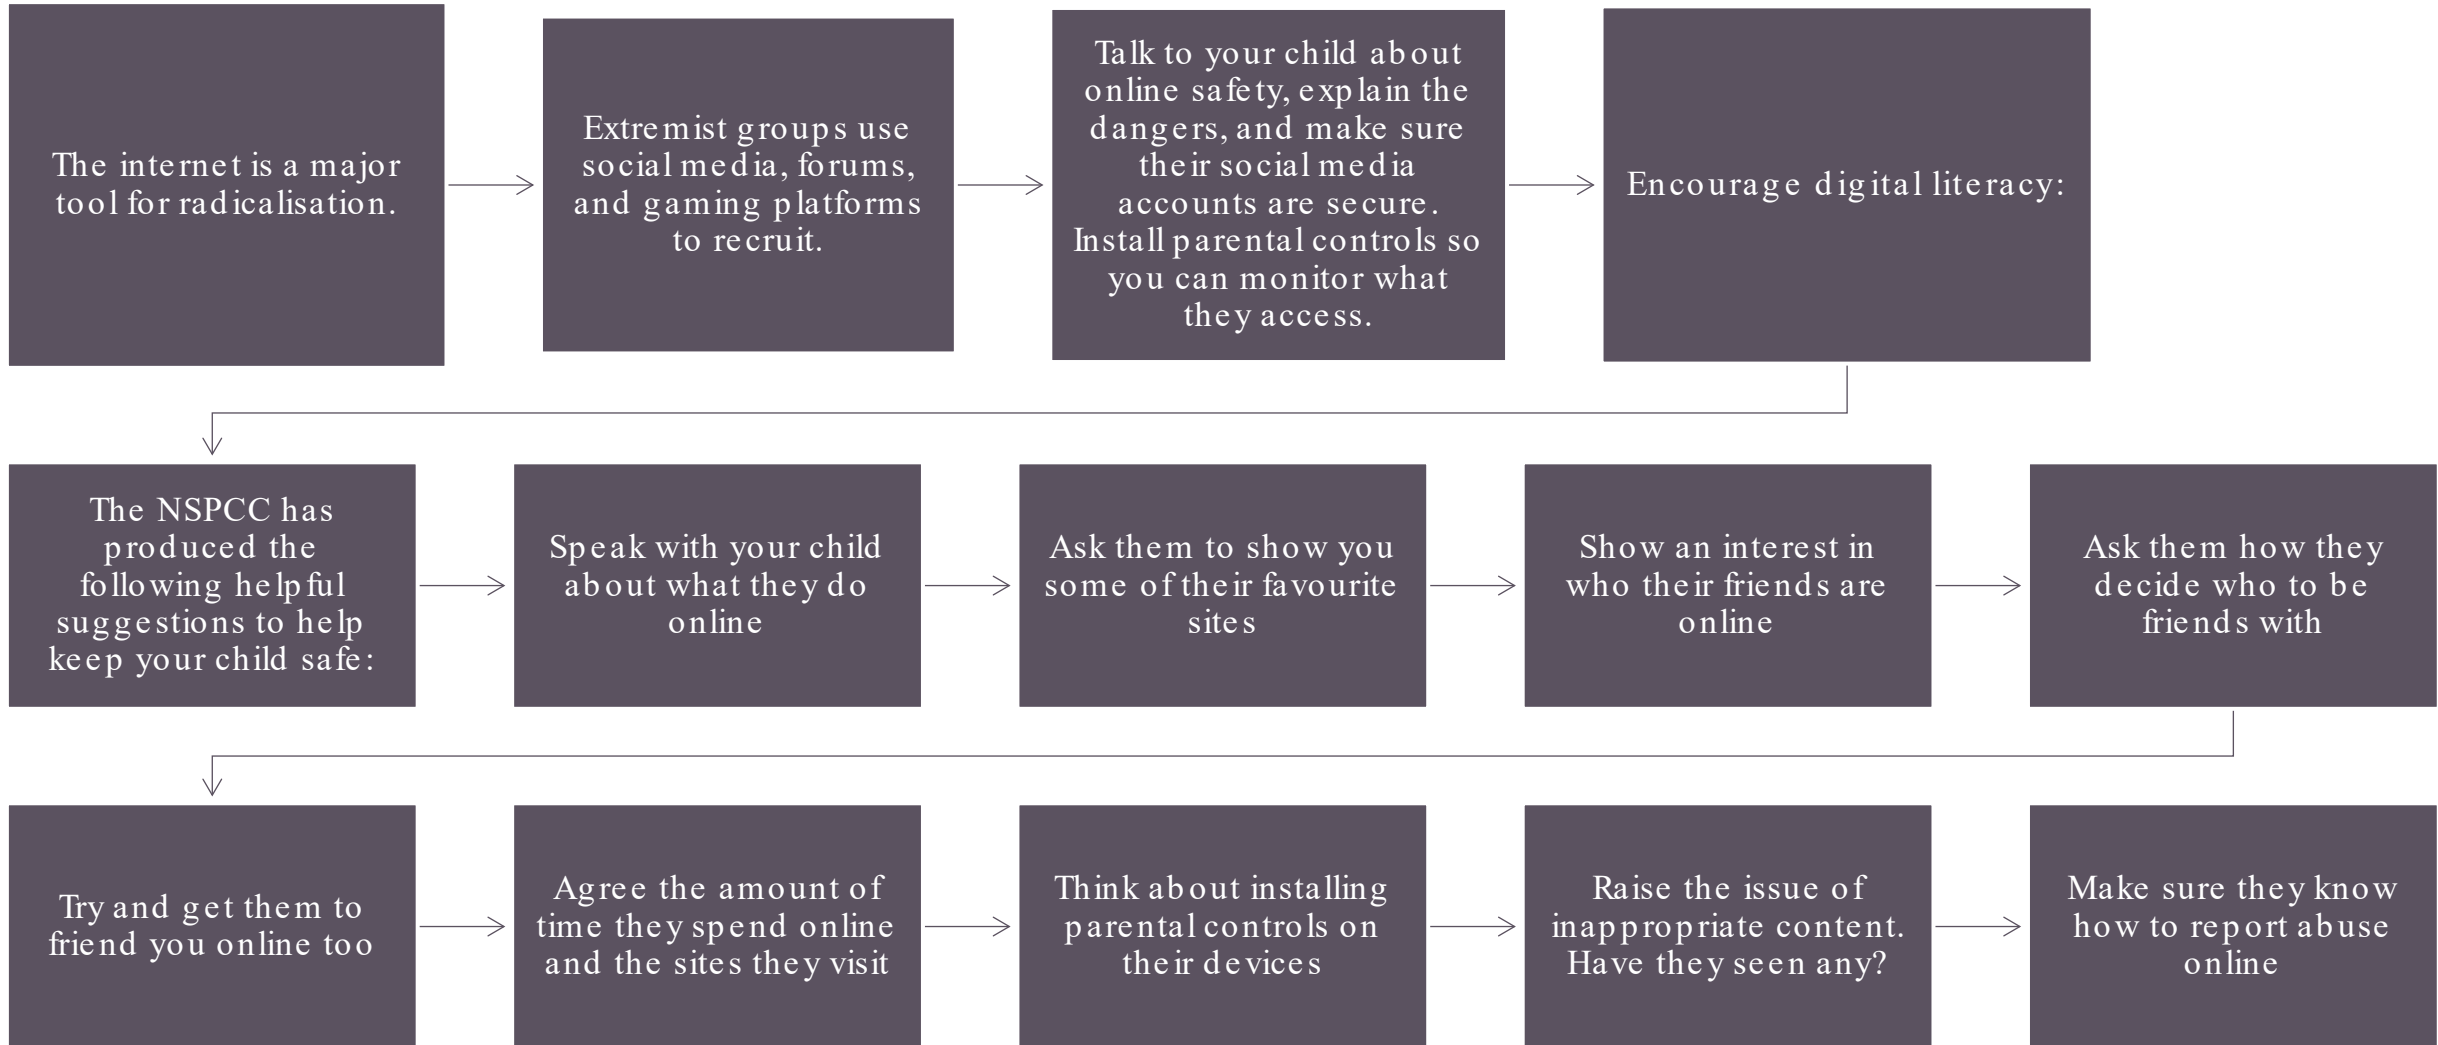 The internet is a major
tool for radicalisation.
Extremist groups use
social media, forums,
and gaming platforms
to recruit.
Talk to your child about
online safety, explain the
dangers, and make sure
their social media
accounts are secure.
Install parental controls so
you can monitor what
they access.
Encourage digital literacy:
The NSPCC has
produced the
following helpful
suggestions to help
keep your child safe:
Speak with your child
about what they do
online
Ask them to show you
some of their favourite
sites
Show an interest in
who their friends are
online
Ask them how they
decide who to be
friends with
Try and get them to
friend you online too
Agree the amount of
time they spend online
and the sites they visit
Think about installing
parental controls on
their devices
Raise the issue of
inappropriate content.
Have they seen any?
Make sure they know
how to report abuse
online